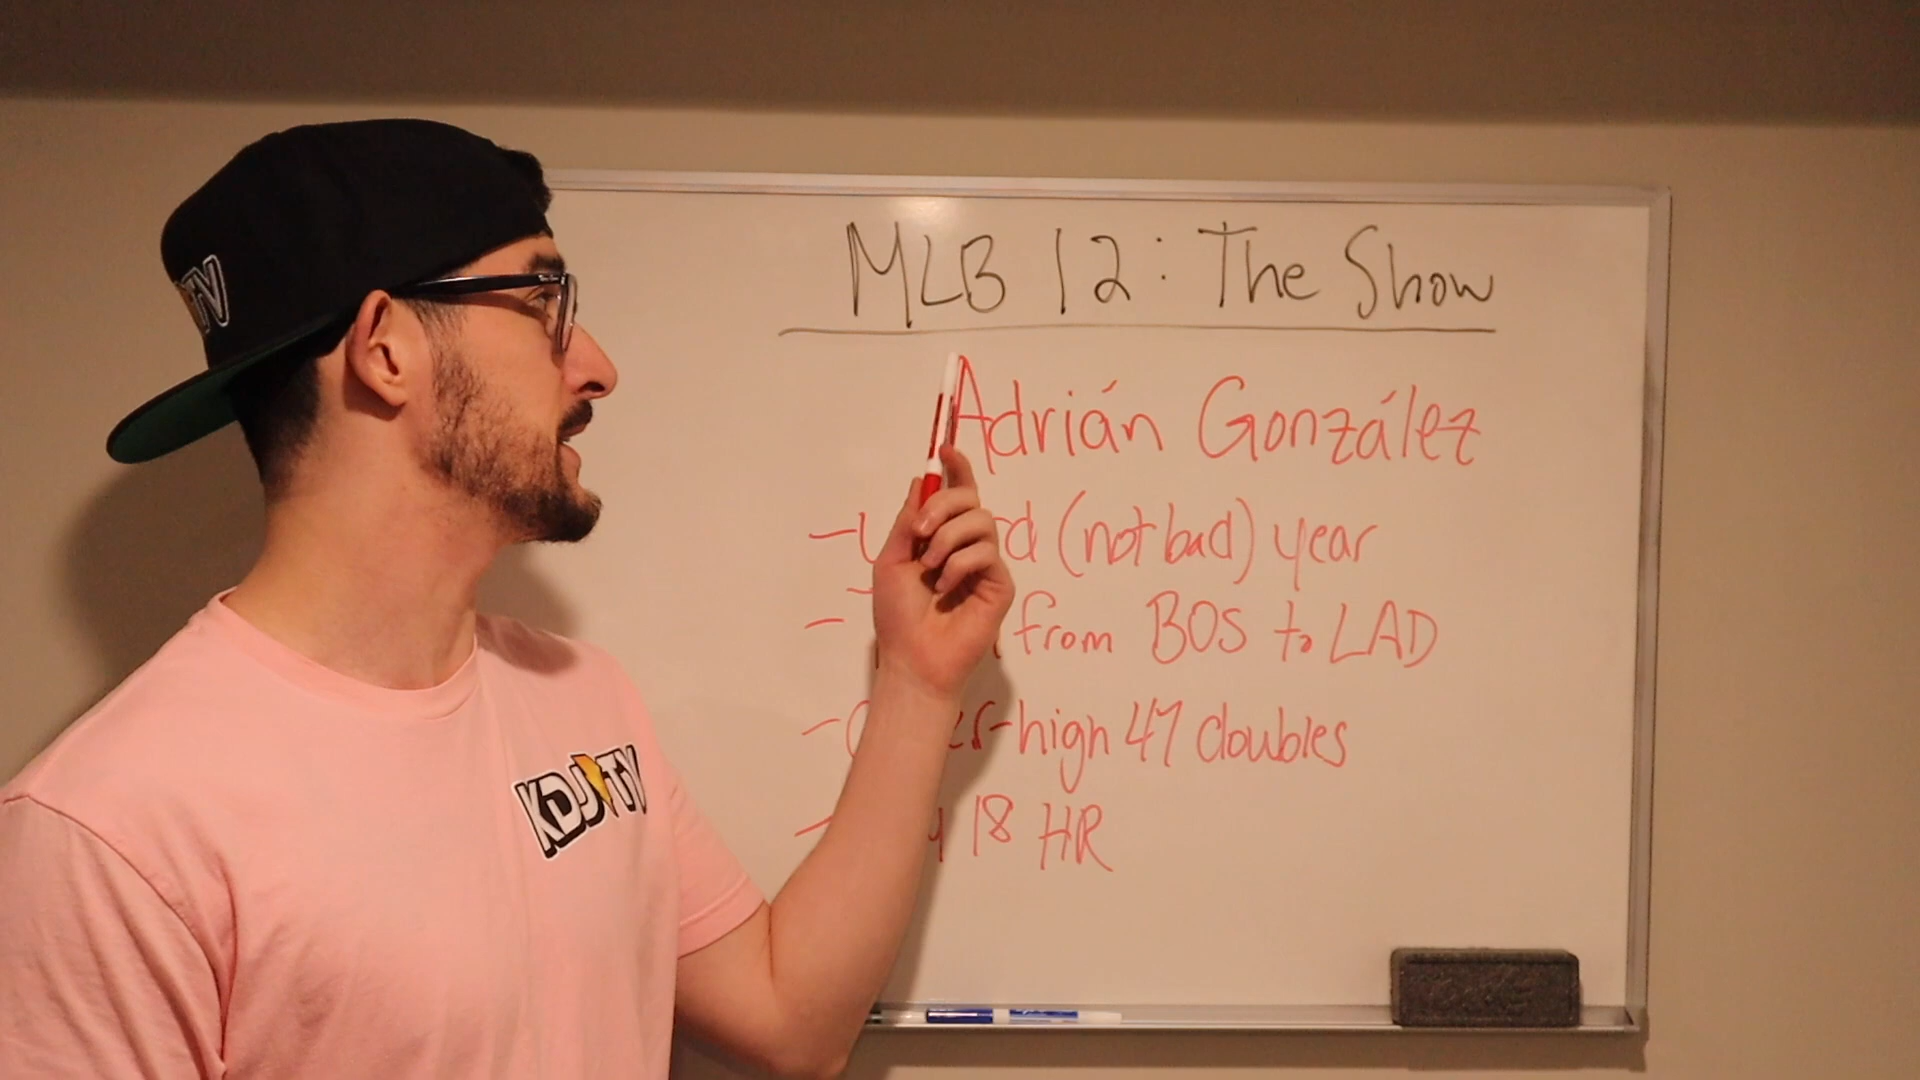 MLB 12: The Show
Adrián González
- (not bad) year
- from BOS to LAD
- -high 47 doubles
- 18 HR
KDJ TV
TV